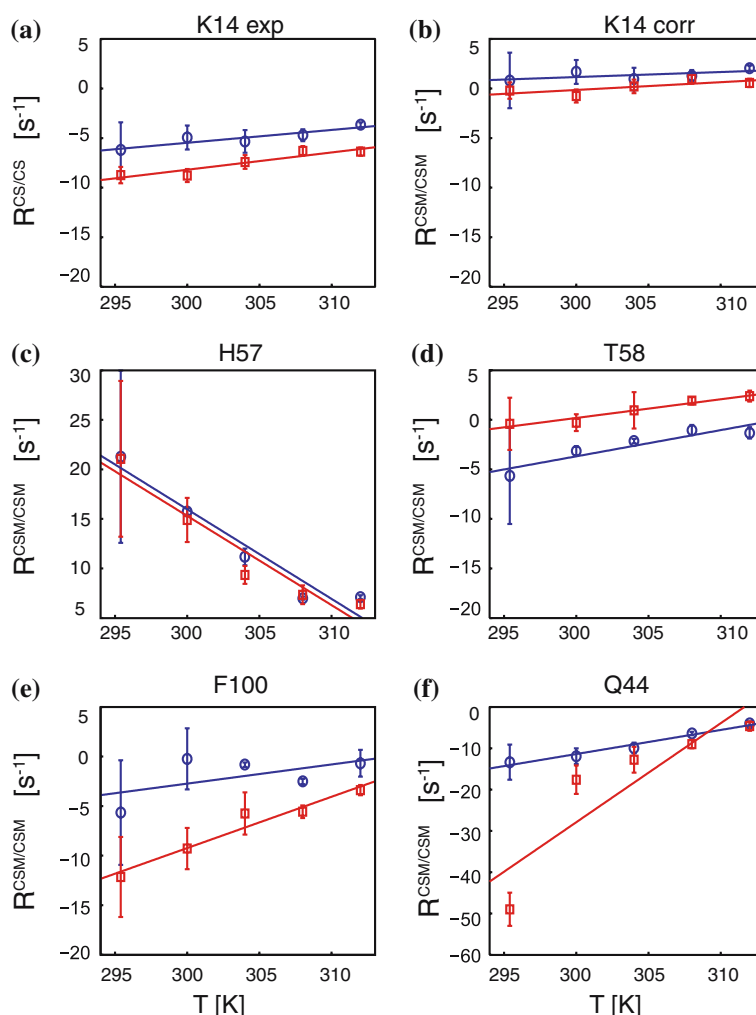 (a) K14 exp
5
0
−5
−10
−15
−20
R^CS/CS [s^-1]
295 300 305 310
(b) K14 corr
5
0
−5
−10
−15
−20
R^CSM/CSM [s^-1]
295 300 305 310
(c) H57
30
25
20
15
10
5
R^CSM/CSM [s^-1]
295 300 305 310
(d) T58
5
0
−5
−10
−15
−20
R^CSM/CSM [s^-1]
295 300 305 310
(e) F100
5
0
−5
−10
−15
−20
R^CSM/CSM [s^-1]
295 300 305 310
T [K]
(f) Q44
0
−10
−20
−30
−40
−50
−60
R^CSM/CSM [s^-1]
295 300 305 310
T [K]